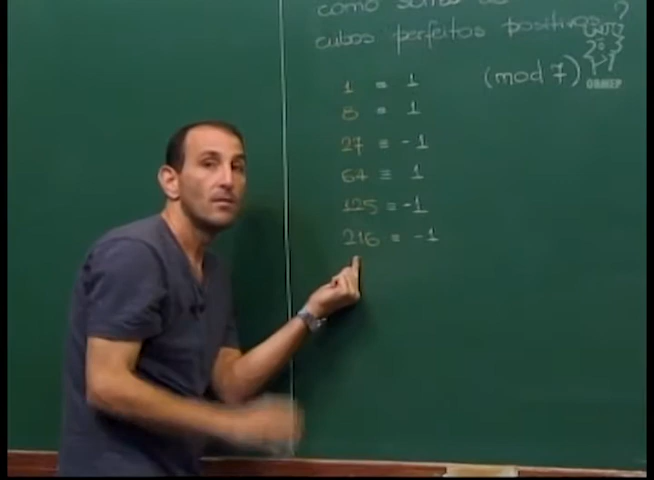 como soma de
cubos perfeitos positivos ?
(mod 7)
1 ≡ 1
8 ≡ 1
27 ≡ -1
64 ≡ 1
125 ≡ -1
216 ≡ -1
OBMEP